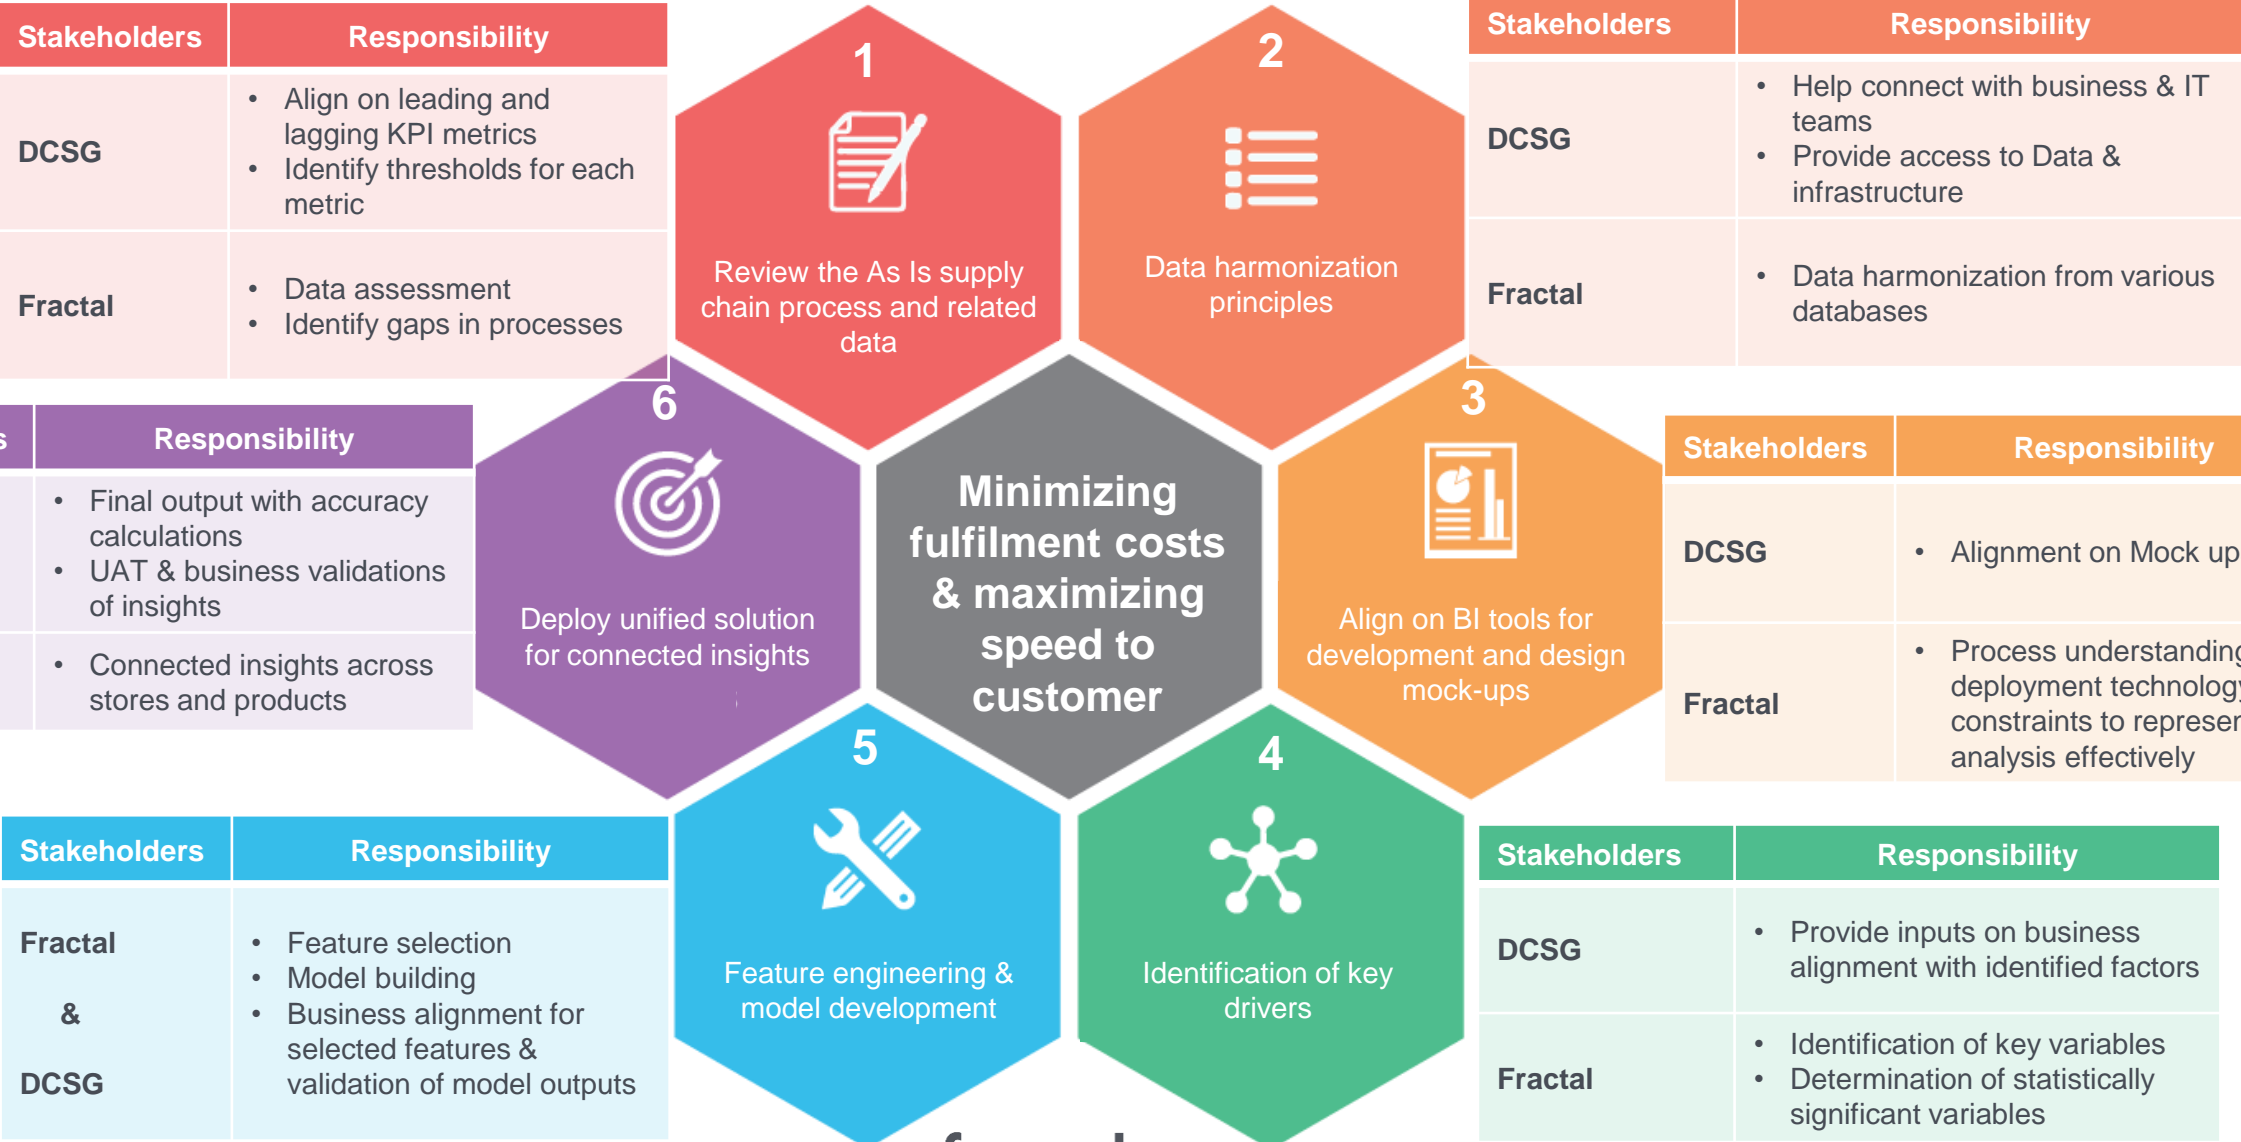 Stakeholders Responsibility
DCSG
• Align on leading and
lagging KPI metrics
• Identify thresholds for each
metric
Fractal
• Data assessment
• Identify gaps in processes
1
Review the As Is supply
chain process and related
data
2
Data harmonization
principles
Stakeholders Responsibility
DCSG
• Help connect with business & IT
teams
• Provide access to Data &
infrastructure
Fractal
• Data harmonization from various
databases
Responsibility
• Final output with accuracy
calculations
• UAT & business validations
of insights
• Connected insights across
stores and products
6
Deploy unified solution
for connected insights
Minimizing
fulfilment costs
& maximizing
speed to
customer
3
Align on BI tools for
development and design
mock-ups
Stakeholders Responsibility
DCSG
• Alignment on Mock up
Fractal
• Process understanding
deployment technology
constraints to represent
analysis effectively
Stakeholders Responsibility
Fractal
&
DCSG
• Feature selection
• Model building
• Business alignment for
selected features &
validation of model outputs
5
Feature engineering &
model development
4
Identification of key
drivers
Stakeholders Responsibility
DCSG
• Provide inputs on business
alignment with identified factors
Fractal
• Identification of key variables
• Determination of statistically
significant variables